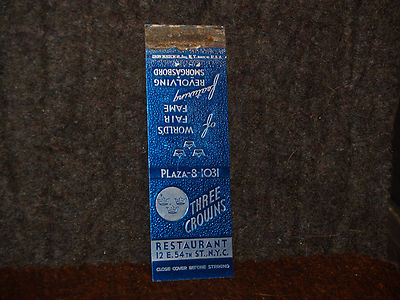 THREE
CROWNS
RESTAURANT
12 E. 54TH ST., N.Y.C.
CLOSE COVER BEFORE STRIKING
PLAZA-8-1031
of
WORLD'S
FAIR
FAME
featuring
REVOLVING
SMORGASBORD